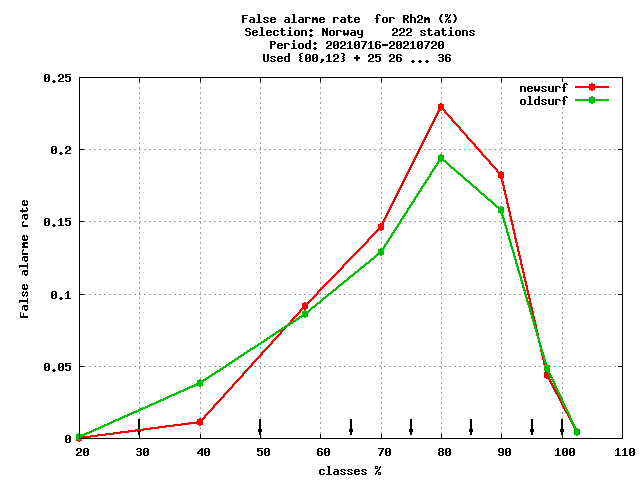 False alarme rate  for Rh2m (%)
Selection: Norway    222 stations
Period: 20210716-20210720
Used {00,12} + 25 26 ... 36
newsurf
oldsurf
0.25
0.2
0.15
0.1
0.05
0
False alarme rate
20 30 40 50 60 70 80 90 100 110
classes %